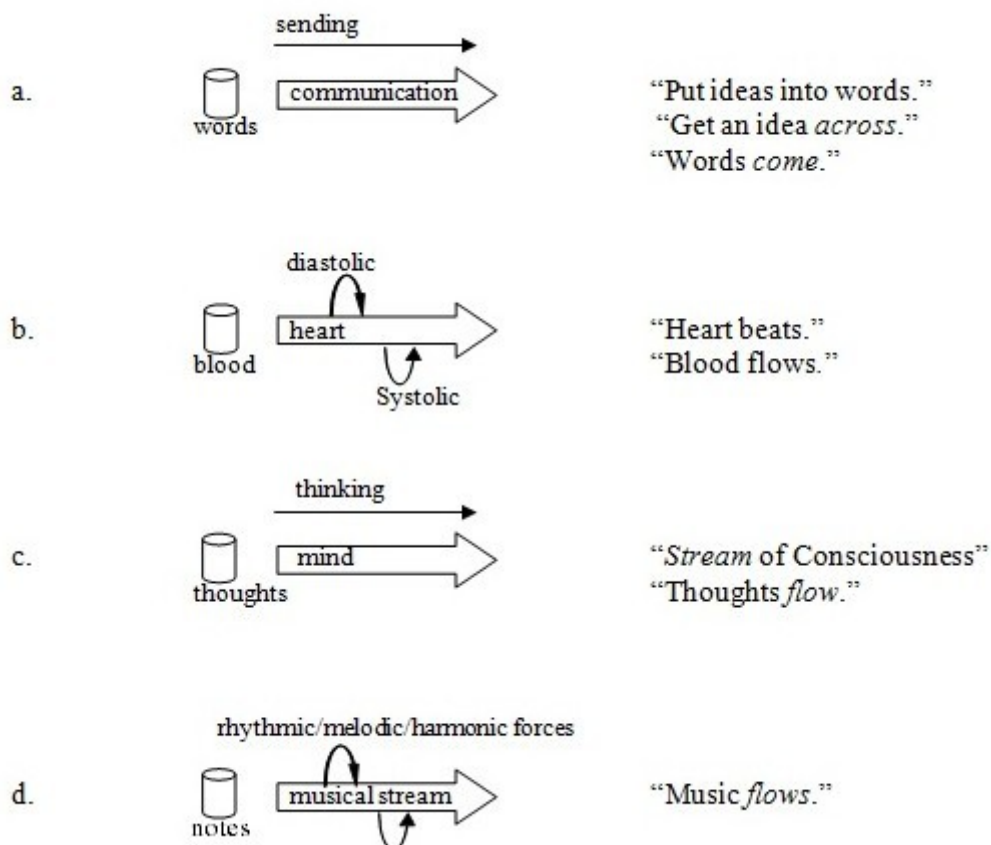 sending
a.
communication
words
“Put ideas into words.”
“Get an idea across.”
“Words come.”
diastolic
b.
heart
blood
Systolic
“Heart beats.”
“Blood flows.”
thinking
c.
mind
thoughts
“Stream of Consciousness”
“Thoughts flow.”
rhythmic/melodic/harmonic forces
d.
musical stream
notes
“Music flows.”